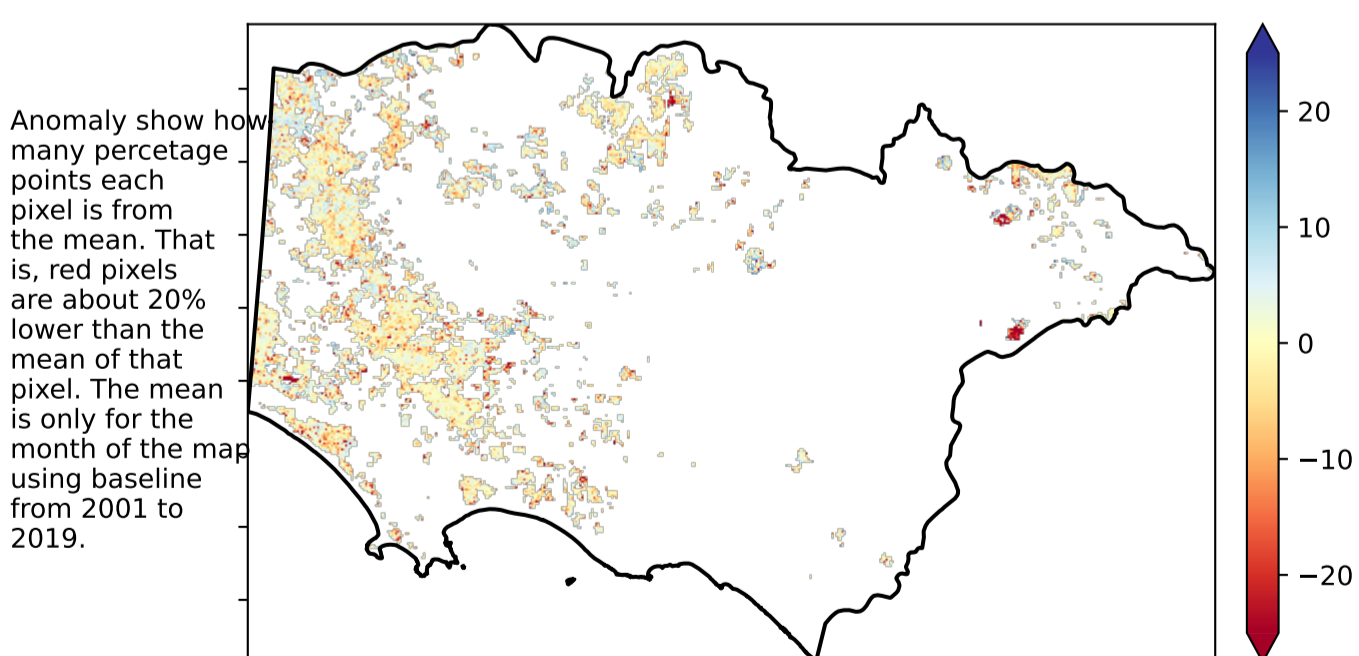 Anomaly show how
many percetage
points each
pixel is from
the mean. That
is, red pixels
are about 20%
lower than the
mean of that
pixel. The mean
is only for the
month of the map
using baseline
from 2001 to
2019.
20
10
0
−10
−20